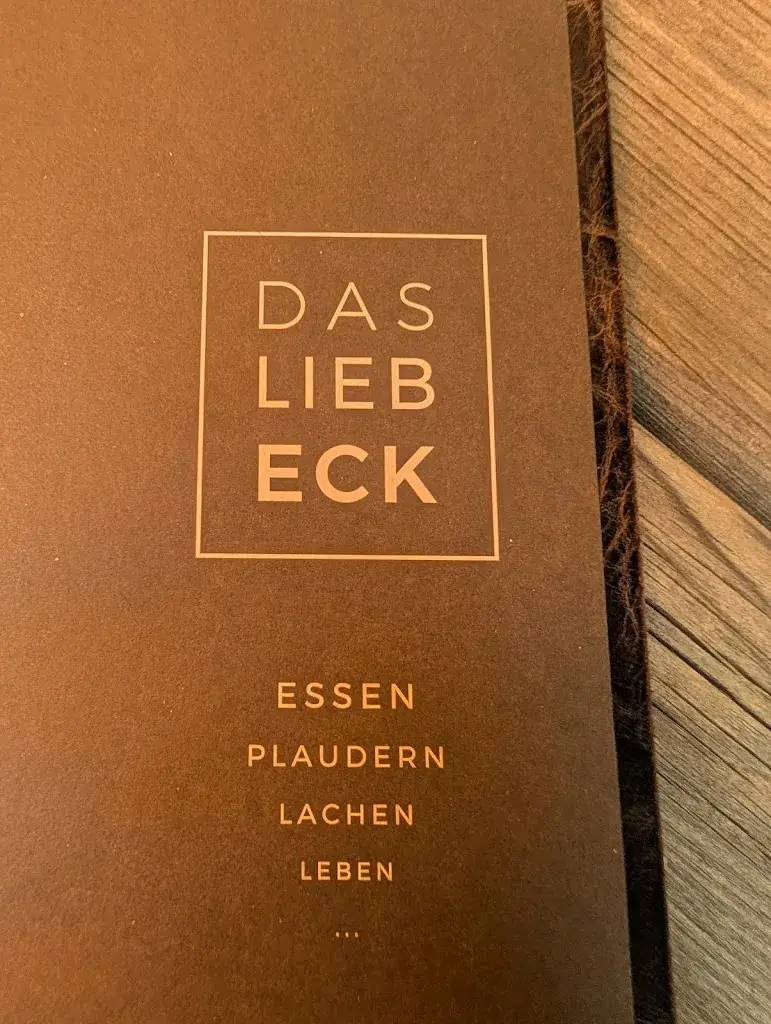 DAS
LIEB
ECK
ESSEN
PLAUDERN
LACHEN
LEBEN
...